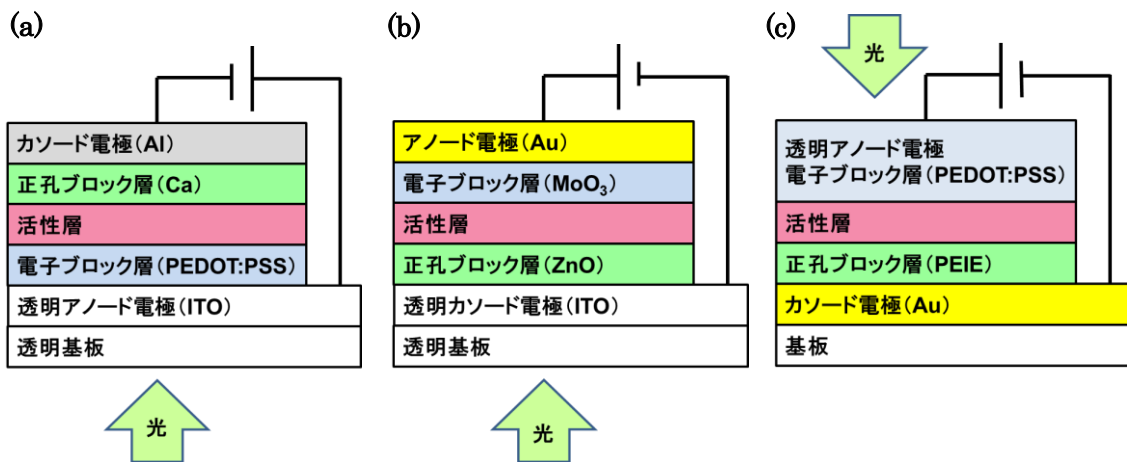 (a)
カソード電極(Al)
正孔ブロック層(Ca)
活性層
電子ブロック層(PEDOT:PSS)
透明アノード電極(ITO)
透明基板
光
(b)
アノード電極(Au)
電子ブロック層(MoO₃)
活性層
正孔ブロック層(ZnO)
透明カソード電極(ITO)
透明基板
光
(c)
光
透明アノード電極
電子ブロック層(PEDOT:PSS)
活性層
正孔ブロック層(PEIE)
カソード電極(Au)
基板